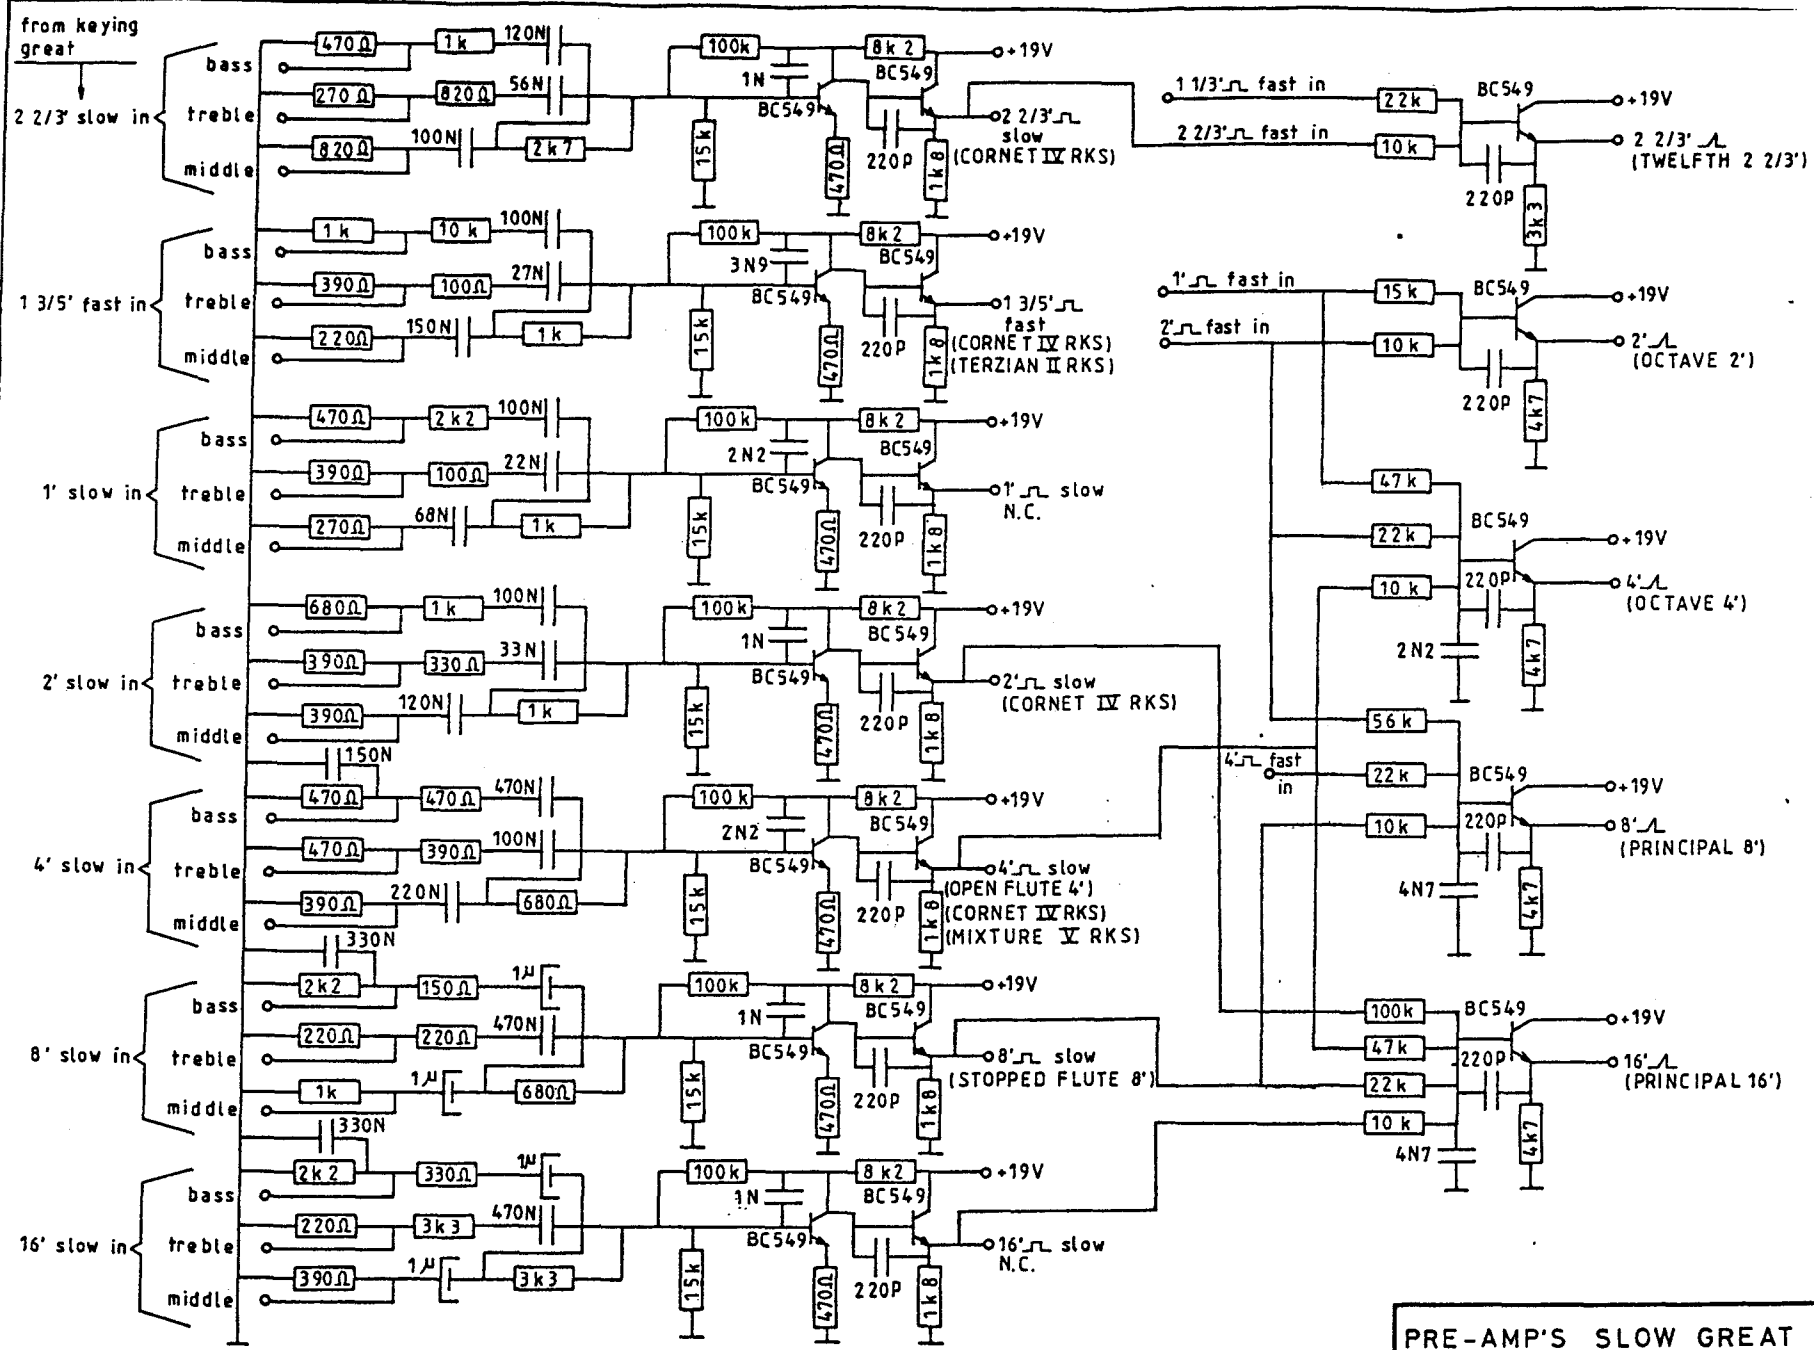 from keying
great
2 2/3' slow in
bass
treble
middle
470Ω
1k
120N
270Ω
820Ω
56N
820Ω
100N
2k7
100k
1N
BC549
15k
470Ω
8k2
BC549
220P
1k8
+19V
2 2/3' slow
(CORNET IV RKS)
1 3/5' fast in
bass
treble
middle
1k
10k
100N
390Ω
100Ω
27N
220Ω
150N
1k
100k
3N9
BC549
15k
470Ω
8k2
BC549
220P
1k8
+19V
1 3/5'
fast
(CORNET IV RKS)
(TERZIAN II RKS)
1' slow in
bass
treble
middle
470Ω
2k2
100N
390Ω
100Ω
22N
270Ω
68N
1k
100k
2N2
BC549
15k
470Ω
8k2
BC549
220P
1k8
+19V
1' slow
N.C.
2' slow in
bass
treble
middle
680Ω
1k
100N
390Ω
330Ω
33N
390Ω
120N
1k
100k
1N
BC549
15k
470Ω
8k2
BC549
220P
1k8
+19V
2' slow
(CORNET IV RKS)
4' slow in
bass
treble
middle
150N
470Ω
470Ω
470N
470Ω
390Ω
100N
390Ω
220N
680Ω
100k
2N2
BC549
15k
470Ω
8k2
BC549
220P
1k8
+19V
4' slow
(OPEN FLUTE 4')
(CORNET IV RKS)
(MIXTURE V RKS)
8' slow in
bass
treble
middle
330N
2k2
150Ω
1μ
220Ω
220Ω
470N
1k
1μ
680Ω
100k
1N
BC549
15k
470Ω
8k2
BC549
220P
1k8
+19V
8' slow
(STOPPED FLUTE 8')
16' slow in
bass
treble
middle
330N
2k2
330Ω
1μ
220Ω
3k3
470N
390Ω
1μ
3k3
100k
1N
BC549
15k
470Ω
8k2
BC549
220P
1k8
+19V
16' slow
N.C.
1 1/3' fast in
2 2/3' fast in
22k
10k
BC549
220P
3k3
+19V
2 2/3'
(TWELFTH 2 2/3')
1' fast in
2' fast in
15k
10k
BC549
220P
4k7
+19V
2'
(OCTAVE 2')
47k
22k
10k
BC549
220P
2N2
4k7
+19V
4'
(OCTAVE 4')
4' fast
in
56k
22k
10k
BC549
220P
4N7
4k7
+19V
8'
(PRINCIPAL 8')
100k
47k
22k
10k
BC549
220P
4N7
4k7
+19V
16'
(PRINCIPAL 16')
PRE-AMP'S SLOW GREAT